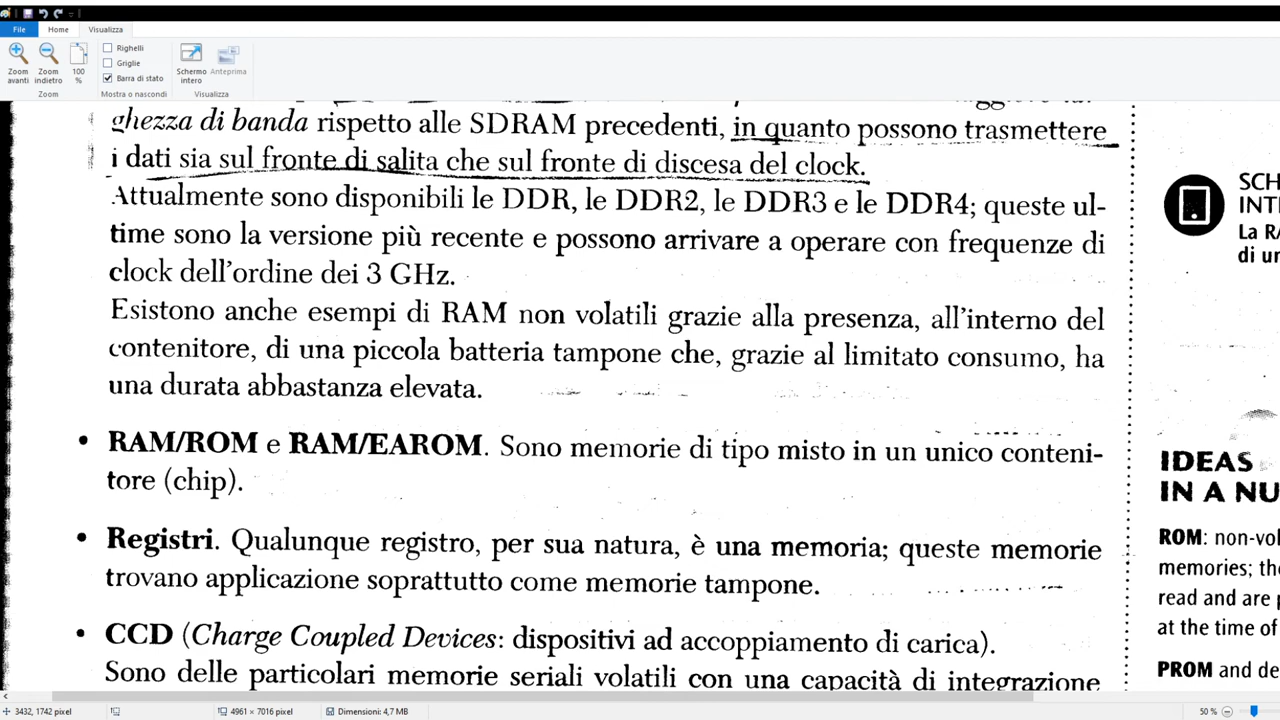 File
Home
Visualizza
Zoom avanti
Zoom indietro
100 %
Righelli
Griglie
Barra di stato
Schermo intero
Anteprima
Zoom
Mostra o nascondi
Visualizza
ghezza di banda rispetto alle SDRAM precedenti, in quanto possono trasmettere
i dati sia sul fronte di salita che sul fronte di discesa del clock.
Attualmente sono disponibili le DDR, le DDR2, le DDR3 e le DDR4; queste ul-
time sono la versione più recente e possono arrivare a operare con frequenze di
clock dell'ordine dei 3 GHz.
Esistono anche esempi di RAM non volatili grazie alla presenza, all'interno del
contenitore, di una piccola batteria tampone che, grazie al limitato consumo, ha
una durata abbastanza elevata.
• RAM/ROM e RAM/EAROM. Sono memorie di tipo misto in un unico conteni-
tore (chip).
• Registri. Qualunque registro, per sua natura, è una memoria; queste memorie
trovano applicazione soprattutto come memorie tampone.
• CCD (Charge Coupled Devices: dispositivi ad accoppiamento di carica).
Sono delle particolari memorie seriali volatili con una capacità di integrazione
SCH
INTE
La RA
di un
IDEAS
IN A NU
ROM: non-vol
memories; the
read and are p
at the time of
PROM and de
3432, 1742 pixel
4961 × 7016 pixel
Dimensioni: 4,7 MB
50 %